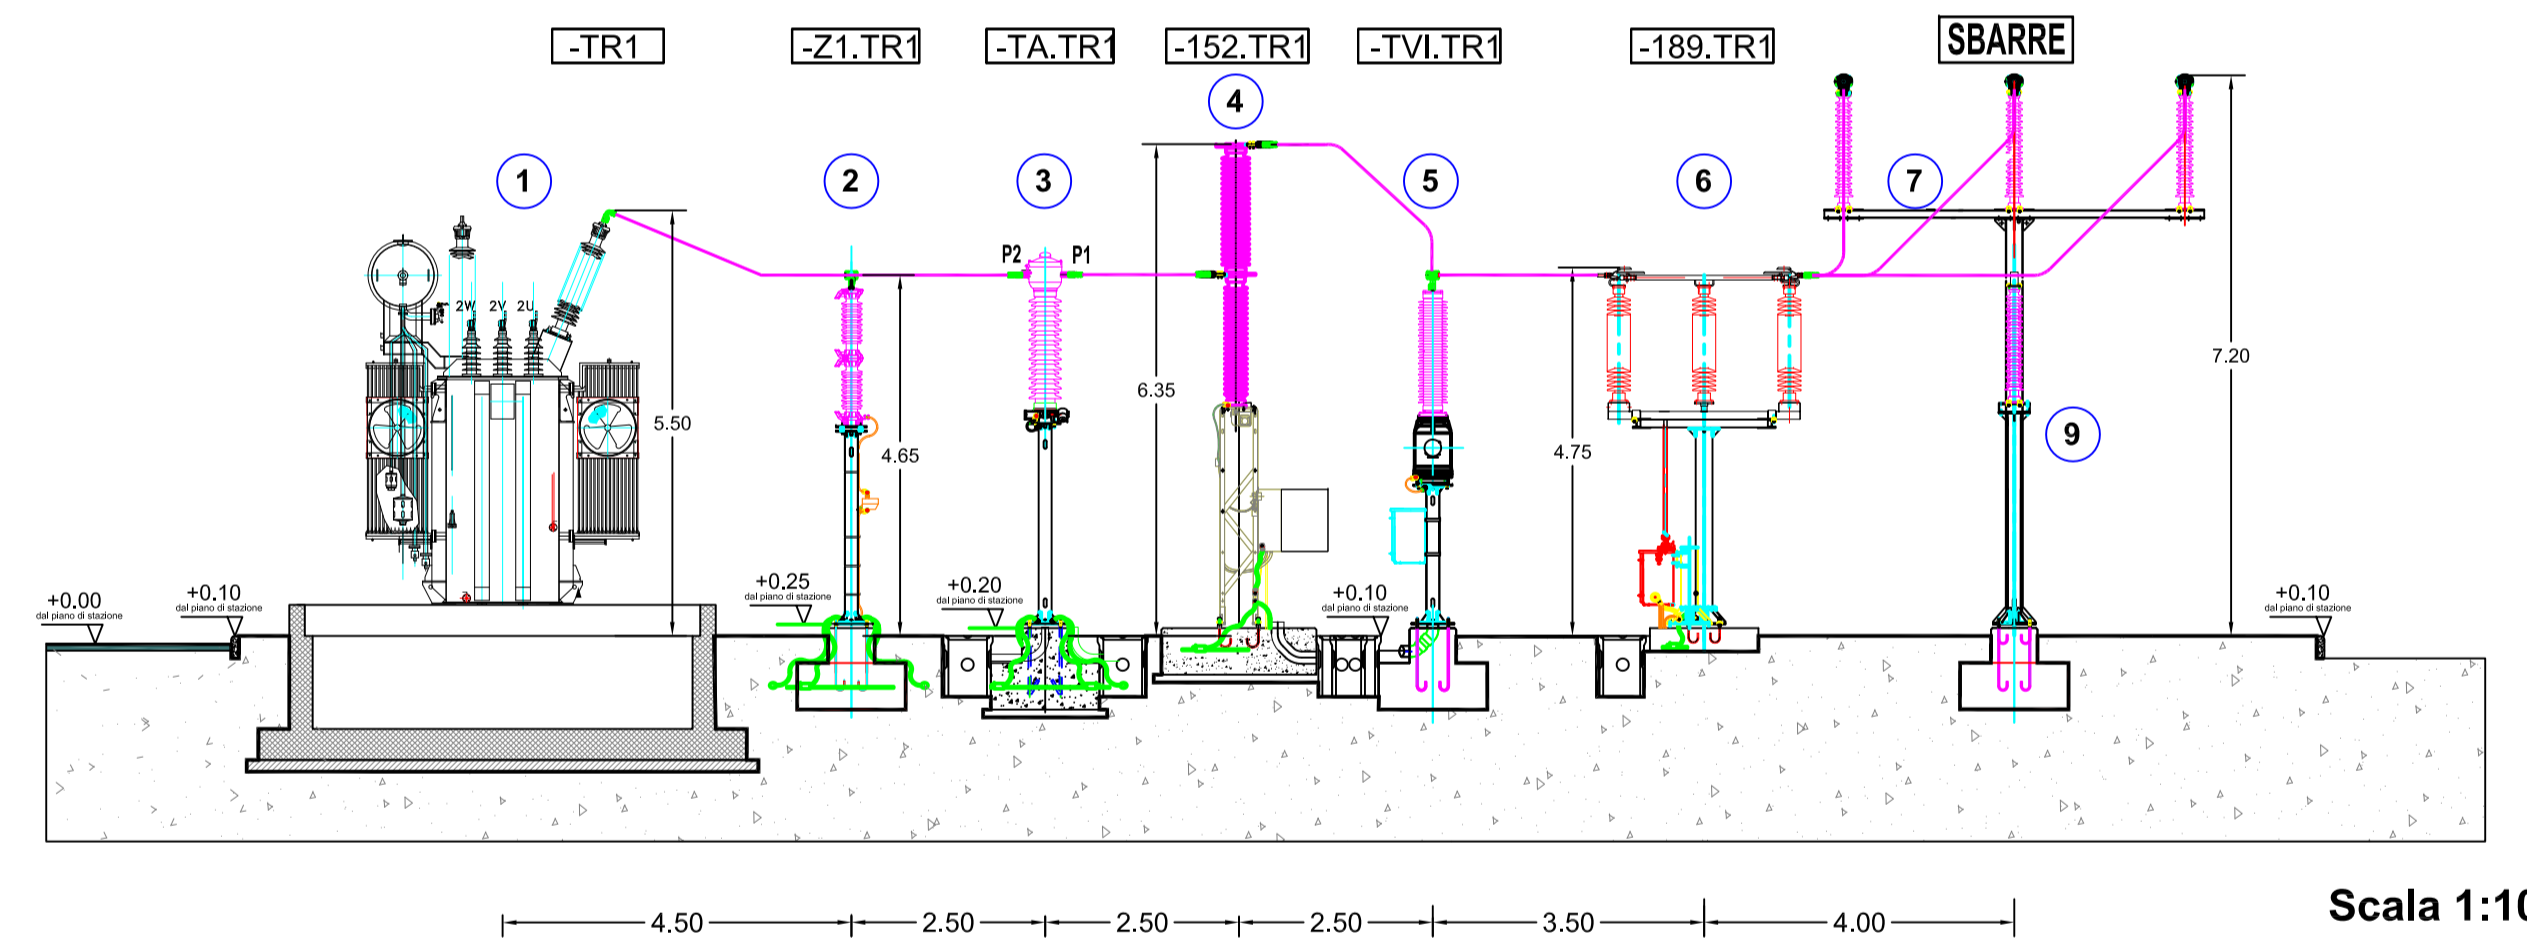 -TR1
-Z1.TR1
-TA.TR1
-152.TR1
-TVI.TR1
-189.TR1
SBARRE
4
1
2
3
5
6
7
P2
P1
2W 2V 2U
7.20
6.35
5.50
4.65
4.75
9
+0.00
dal piano di stazione
+0.10
dal piano di stazione
+0.25
dal piano di stazione
+0.20
dal piano di stazione
+0.10
dal piano di stazione
+0.10
dal piano di stazione
Scala 1:10
4.50
2.50
2.50
2.50
3.50
4.00